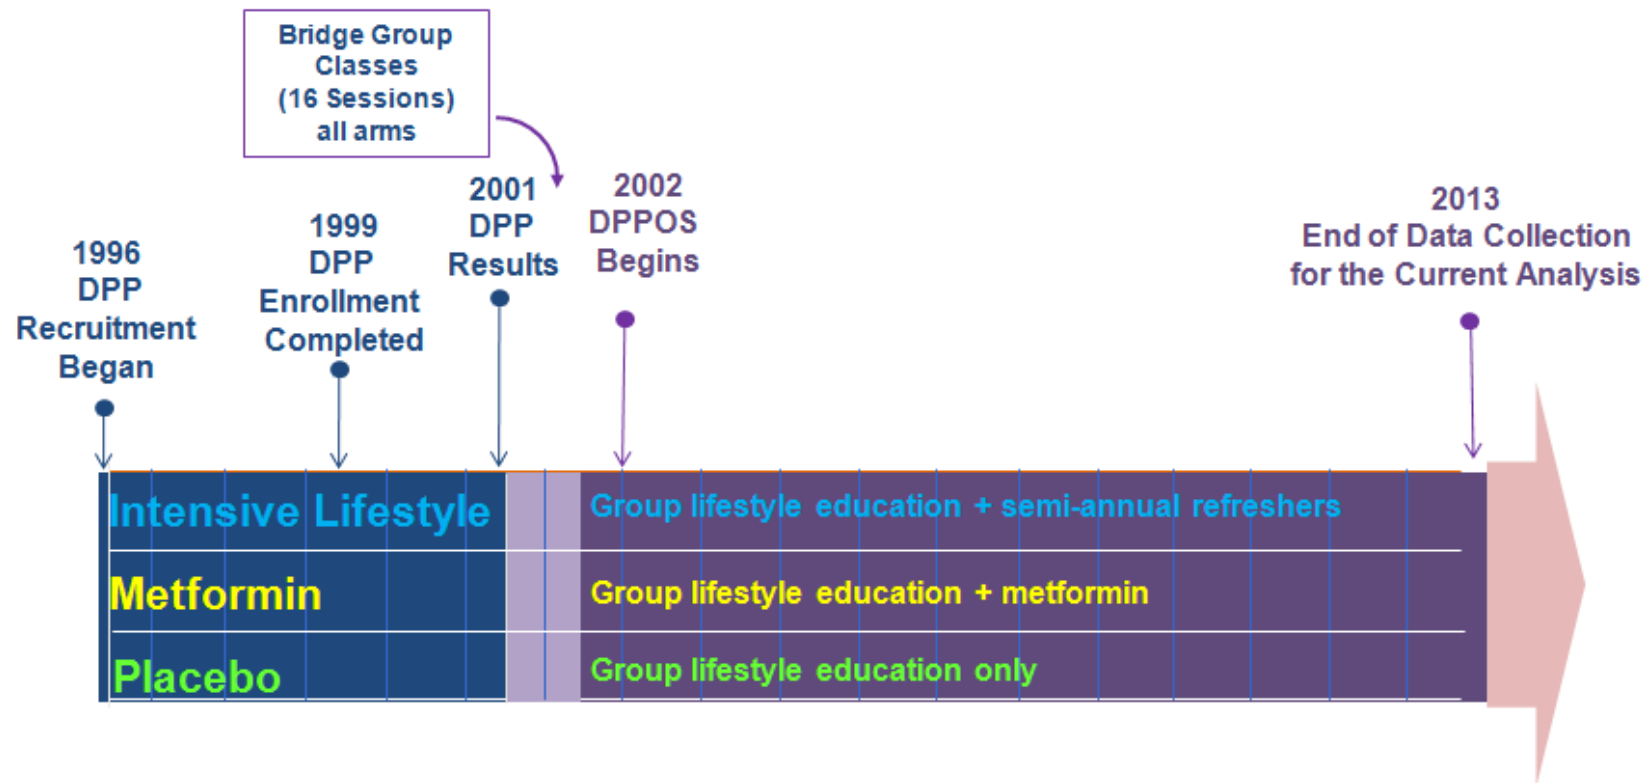 Bridge Group
Classes
(16 Sessions)
all arms
1996
DPP
Recruitment
Began
1999
DPP
Enrollment
Completed
2001
DPP
Results
2002
DPPOS
Begins
2013
End of Data Collection
for the Current Analysis
Intensive Lifestyle
Group lifestyle education + semi-annual refreshers
Metformin
Group lifestyle education + metformin
Placebo
Group lifestyle education only